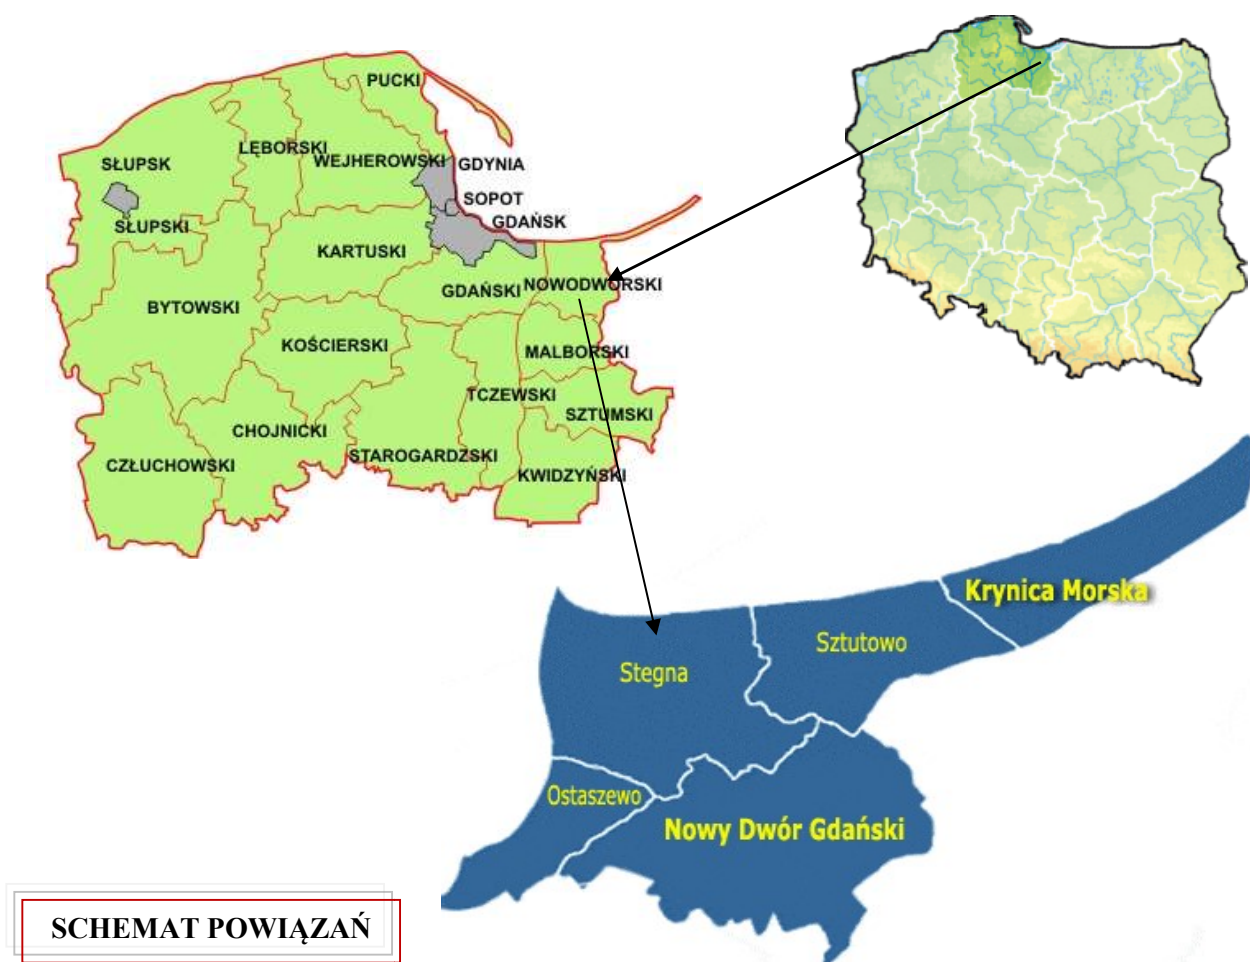 PUCKI
LĘBORSKI
WEJHEROWSKI
GDYNIA
SŁUPSK
SOPOT
GDAŃSK
SŁUPSKI
KARTUSKI
GDAŃSKI
NOWODWORSKI
BYTOWSKI
KOŚCIERSKI
MALBORSKI
TCZEWSKI
SZTUMSKI
CHOJNICKI
STAROGARDZSKI
CZŁUCHOWSKI
KWIDZYŃSKI
Krynica Morska
Sztutowo
Stegna
Ostaszewo
Nowy Dwór Gdański
SCHEMAT POWIĄZAŃ